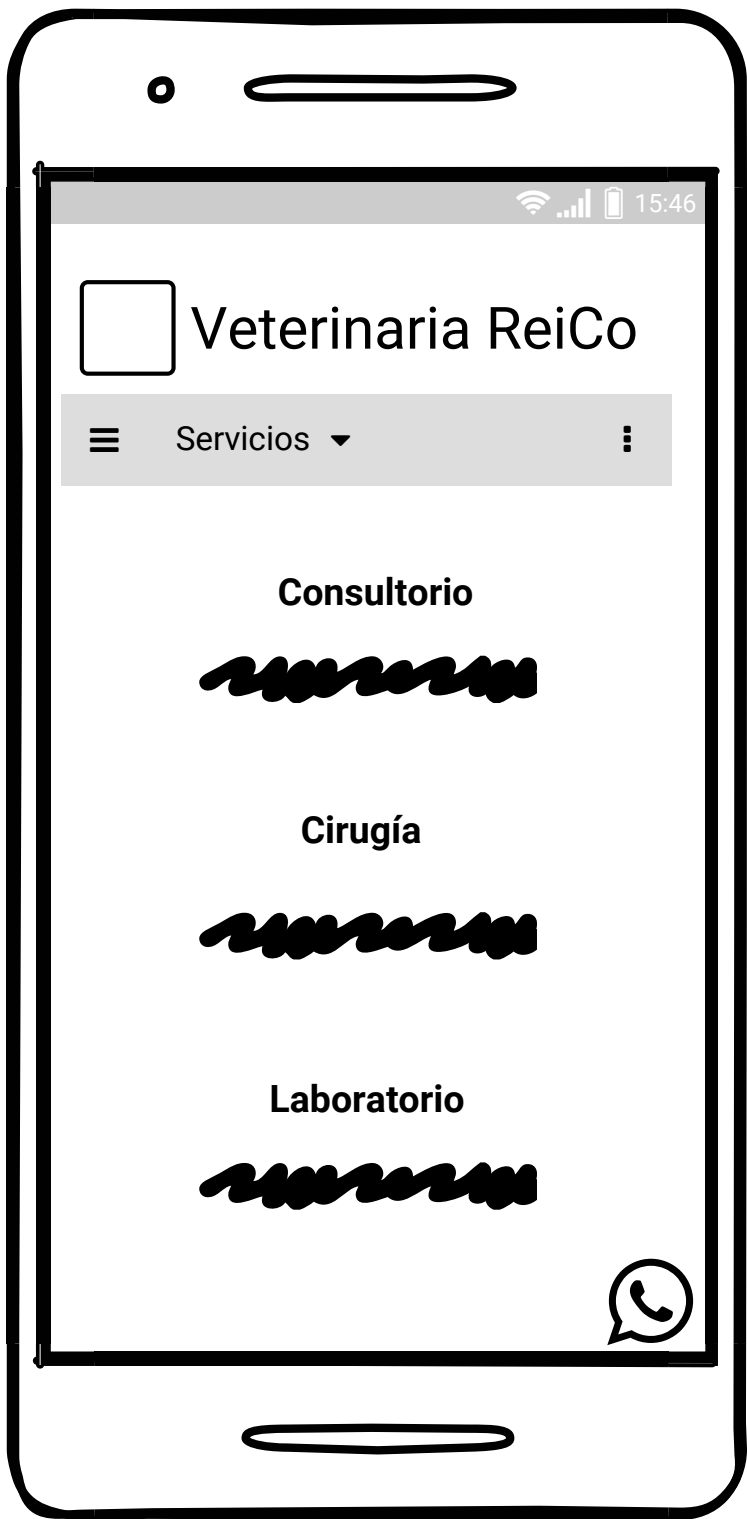 15:46
Veterinaria ReiCo
Servicios
Consultorio
Cirugía
Laboratorio